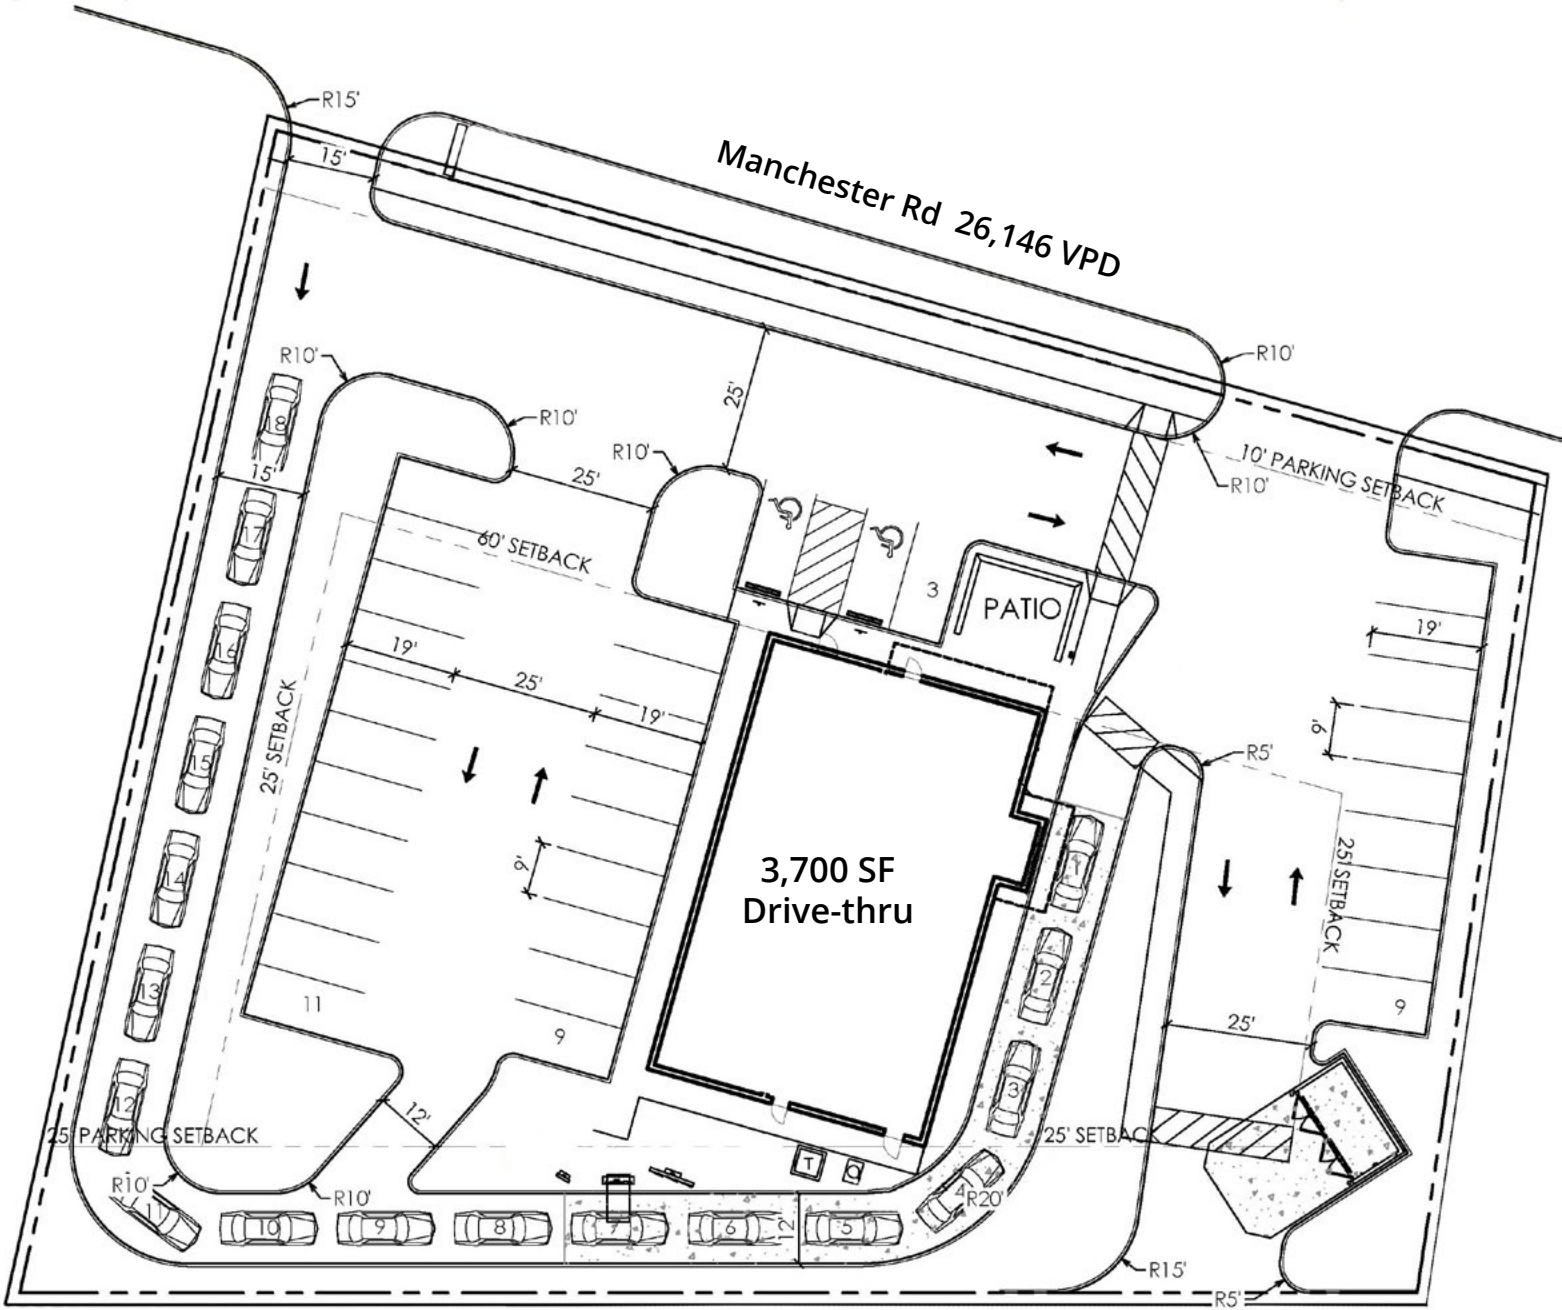 R15'
15'
Manchester Rd 26,146 VPD
R10'
R10'
25'
R10'
R10'
10' PARKING SETBACK
R10'
18
15'
25'
60' SETBACK
17
3
PATIO
19'
16
19'
25'
19'
25' SETBACK
9'
15
R5'
14
9'
3,700 SF
Drive-thru
1
25' SETBACK
2
13
11
9
9
25'
12
3
12'
25' PARKING SETBACK
25' SETBACK
T
R10'
R10'
4
R20'
11
10
9
8
7
6
5
12'
R15'
R5'